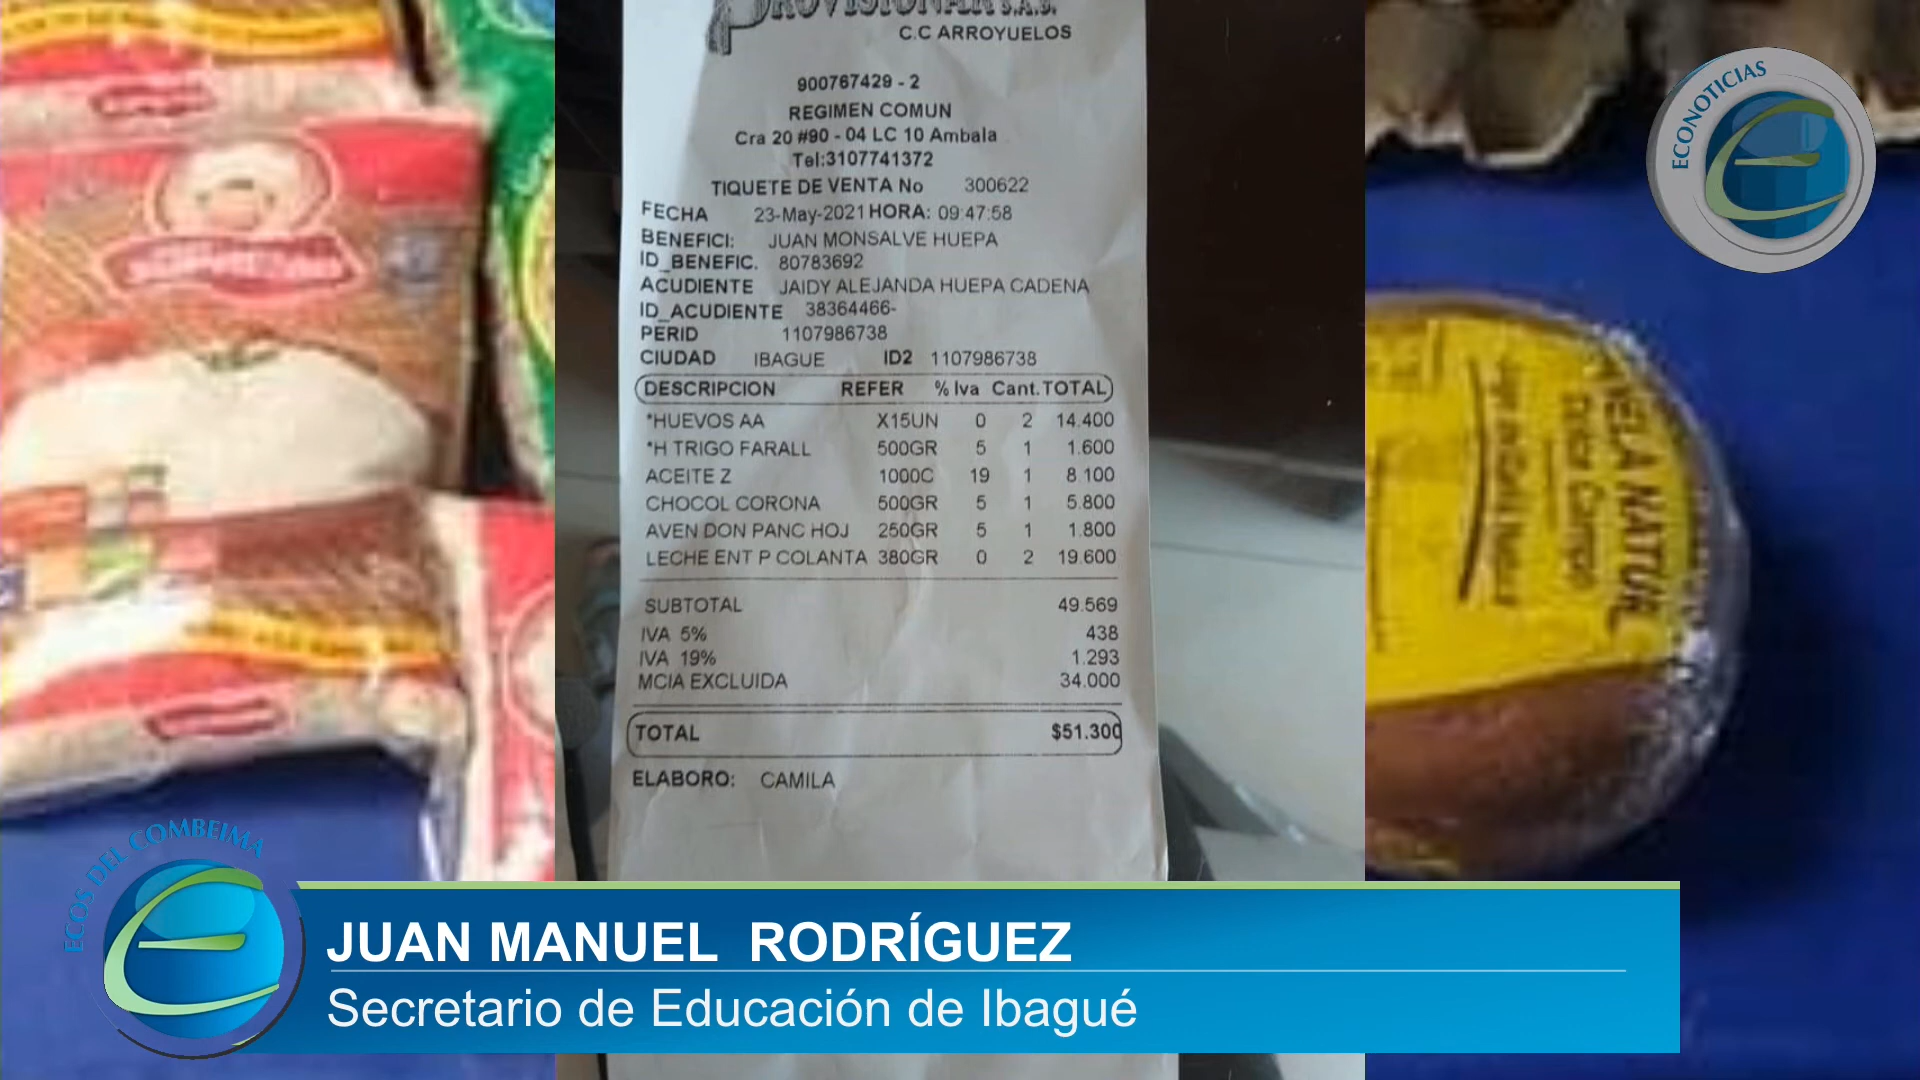 PROVISIONFER S.A.S.
C.C ARROYUELOS
900767429 - 2
REGIMEN COMUN
Cra 20 #90 - 04 LC 10 Ambala
Tel:3107741372
TIQUETE DE VENTA No 300622
FECHA 23-May-2021 HORA: 09:47:58
BENEFICI: JUAN MONSALVE HUEPA
ID_BENEFIC. 80783692
ACUDIENTE JAIDY ALEJANDA HUEPA CADENA
ID_ACUDIENTE 38364466-
PERID 1107986738
CIUDAD IBAGUE ID2 1107986738
DESCRIPCION REFER % Iva Cant. TOTAL
*HUEVOS AA X15UN 0 2 14.400
*H TRIGO FARALL 500GR 5 1 1.600
ACEITE Z 1000C 19 1 8.100
CHOCOL CORONA 500GR 5 1 5.800
AVEN DON PANC HOJ 250GR 5 1 1.800
LECHE ENT P COLANTA 380GR 0 2 19.600
SUBTOTAL 49.569
IVA 5% 438
IVA 19% 1.293
MCIA EXCLUIDA 34.000
TOTAL $51.300
ELABORO: CAMILA
ECONOTICIAS
NATUR
ECOS DEL COMBEIMA
JUAN MANUEL RODRÍGUEZ
Secretario de Educación de Ibagué